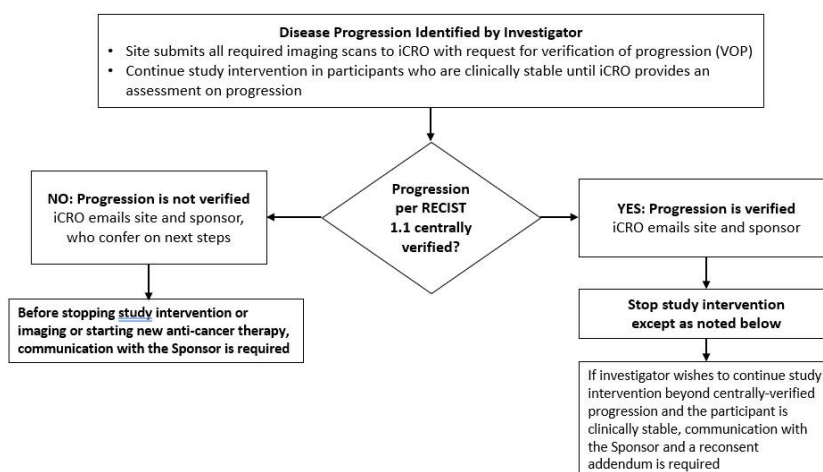 Disease Progression Identified by Investigator
• Site submits all required imaging scans to iCRO with request for verification of progression (VOP)
• Continue study intervention in participants who are clinically stable until iCRO provides an
assessment on progression
NO: Progression is not verified
iCRO emails site and sponsor,
who confer on next steps
Progression
per RECIST
1.1 centrally
verified?
YES: Progression is verified
iCRO emails site and sponsor
Before stopping study intervention or
imaging or starting new anti-cancer therapy,
communication with the Sponsor is required
Stop study intervention
except as noted below
If investigator wishes to continue study
intervention beyond centrally-verified
progression and the participant is
clinically stable, communication with
the Sponsor and a reconsent
addendum is required